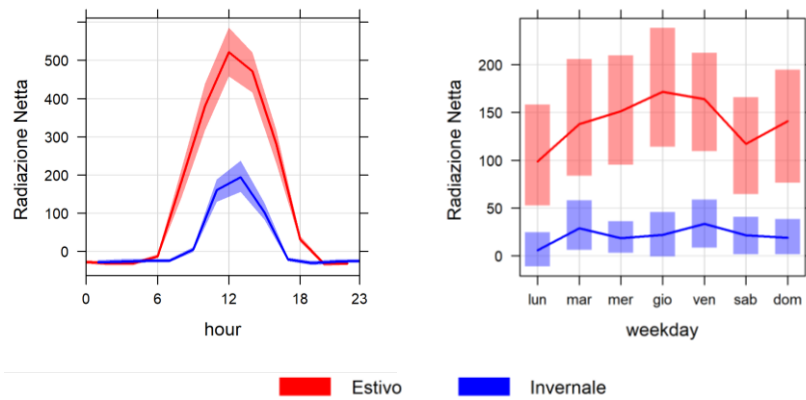 Radiazione Netta
500
400
300
200
100
0
0 6 12 18 23
hour
Radiazione Netta
200
150
100
50
0
lun mar mer gio ven sab dom
weekday
Estivo Invernale